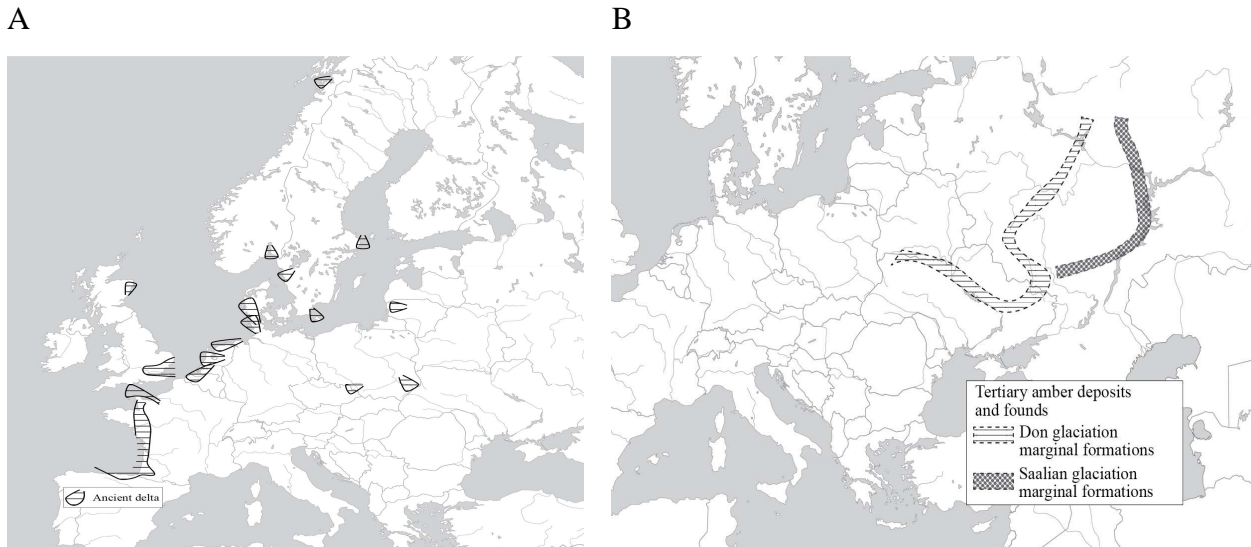 A
B
Ancient delta
Tertiary amber deposits
and founds
Don glaciation
marginal formations
Saalian glaciation
marginal formations